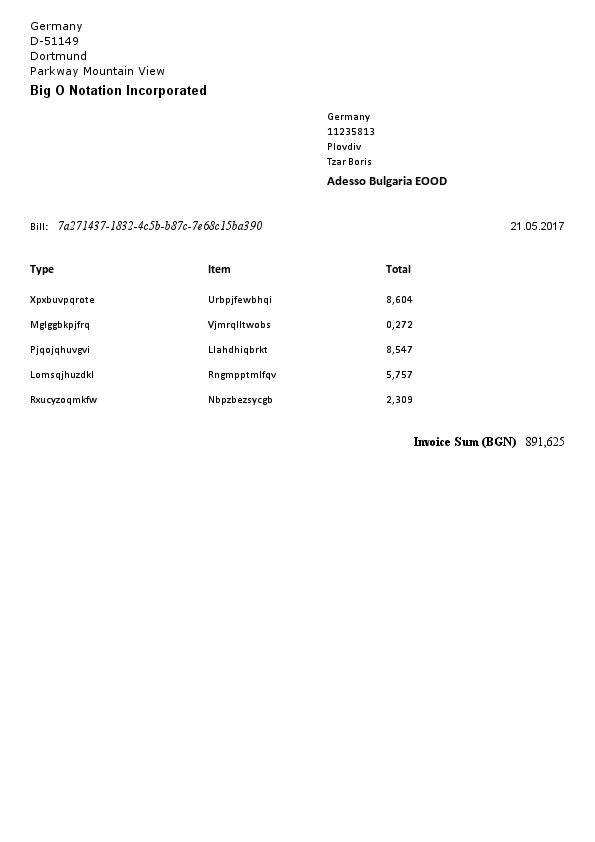 Germany
D-51149
Dortmund
Parkway Mountain View
Big O Notation Incorporated
Germany
11235813
Plovdiv
Tzar Boris
Adesso Bulgaria EOOD
Bill: 7a271437-1832-4c5b-b87c-7e68c15ba390 21.05.2017
Type Item Total
Xpxbuvpqrote Urbpjfewbhqi 8,604
Mglggbkpjfrq Vjmrqlltwobs 0,272
Pjqojqhuvgvi Llahdhiqbrkt 8,547
Lomsqjhuzdkl Rngmpptmlfqv 5,757
Rxucyzoqmkfw Nbpzbezsycgb 2,309
Invoice Sum (BGN) 891,625